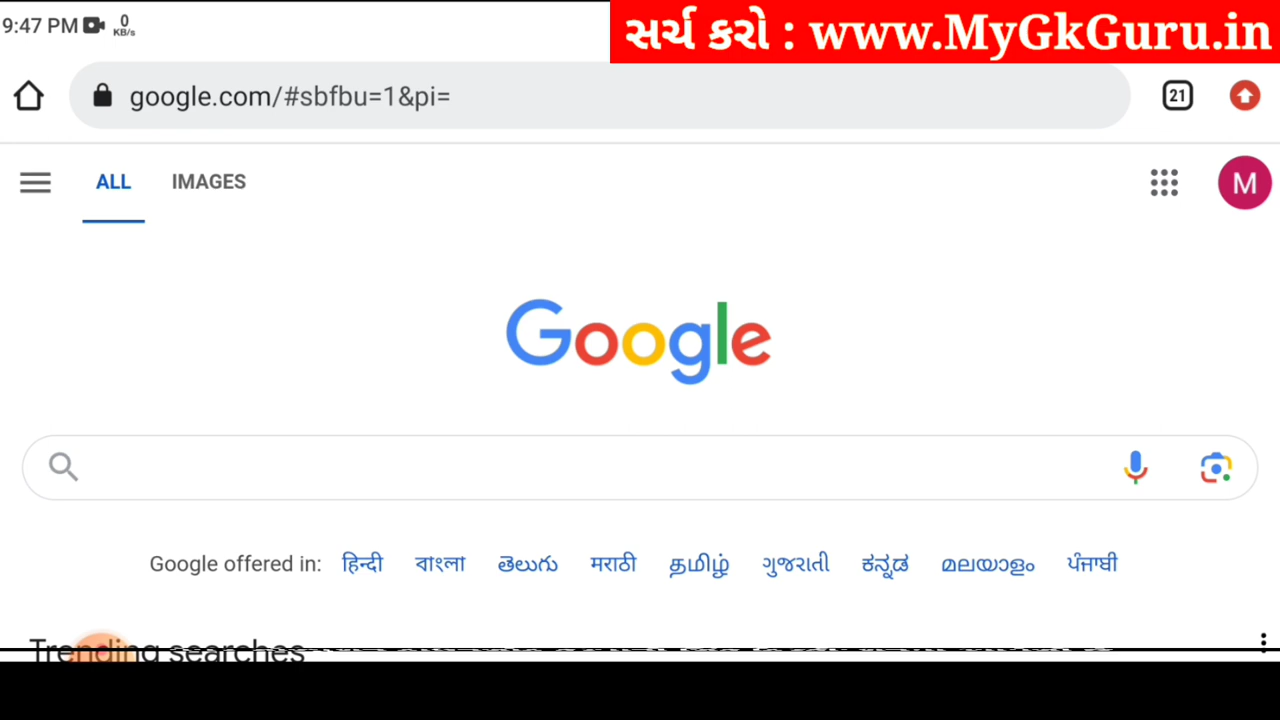 9:47 PM 0 KB/s
સર્ચ કરો : www.MyGkGuru.in
google.com/#sbfbu=1&pi=
21
ALL IMAGES
M
Google
Google offered in: हिन्दी বাংলা తెలుగు मराठी தமிழ் ગુજરાતી ಕನ್ನಡ മലയാളം ਪੰਜਾਬੀ
Trending searches